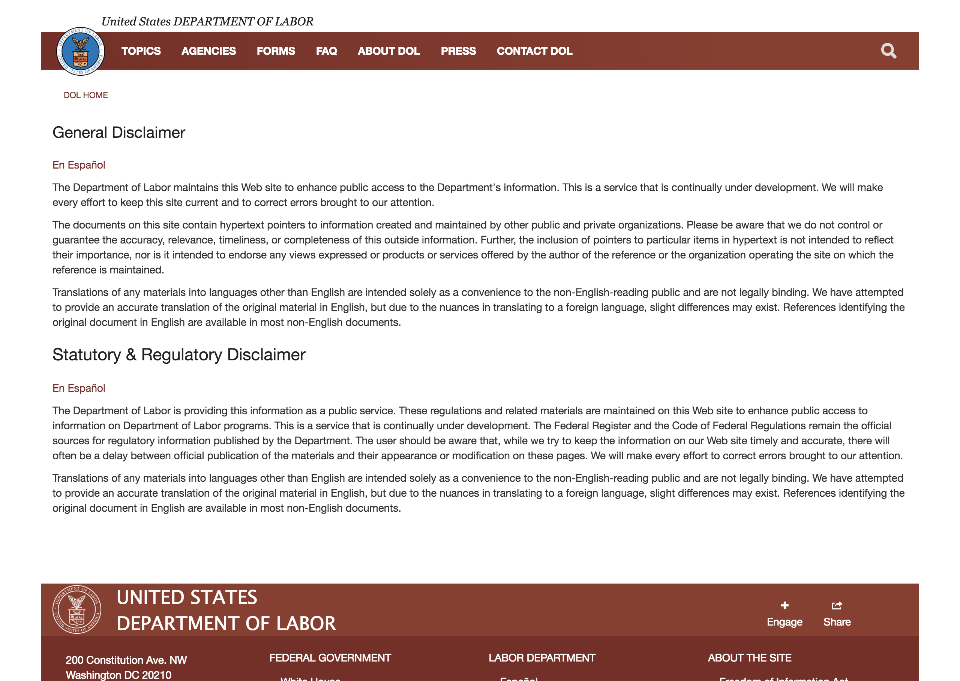 United States DEPARTMENT OF LABOR
TOPICS AGENCIES FORMS FAQ ABOUT DOL PRESS CONTACT DOL
DOL HOME
General Disclaimer
En Español
The Department of Labor maintains this Web site to enhance public access to the Department's information. This is a service that is continually under development. We will make
every effort to keep this site current and to correct errors brought to our attention.
The documents on this site contain hypertext pointers to information created and maintained by other public and private organizations. Please be aware that we do not control or
guarantee the accuracy, relevance, timeliness, or completeness of this outside information. Further, the inclusion of pointers to particular items in hypertext is not intended to reflect
their importance, nor is it intended to endorse any views expressed or products or services offered by the author of the reference or the organization operating the site on which the
reference is maintained.
Translations of any materials into languages other than English are intended solely as a convenience to the non-English-reading public and are not legally binding. We have attempted
to provide an accurate translation of the original material in English, but due to the nuances in translating to a foreign language, slight differences may exist. References identifying the
original document in English are available in most non-English documents.
Statutory & Regulatory Disclaimer
En Español
The Department of Labor is providing this information as a public service. These regulations and related materials are maintained on this Web site to enhance public access to
information on Department of Labor programs. This is a service that is continually under development. The Federal Register and the Code of Federal Regulations remain the official
sources for regulatory information published by the Department. The user should be aware that, while we try to keep the information on our Web site timely and accurate, there will
often be a delay between official publication of the materials and their appearance or modification on these pages. We will make every effort to correct errors brought to our attention.
Translations of any materials into languages other than English are intended solely as a convenience to the non-English-reading public and are not legally binding. We have attempted
to provide an accurate translation of the original material in English, but due to the nuances in translating to a foreign language, slight differences may exist. References identifying the
original document in English are available in most non-English documents.
UNITED STATES
DEPARTMENT OF LABOR
Engage Share
200 Constitution Ave. NW
Washington DC 20210
FEDERAL GOVERNMENT
White House
LABOR DEPARTMENT
Español
ABOUT THE SITE
Freedom of Information Act